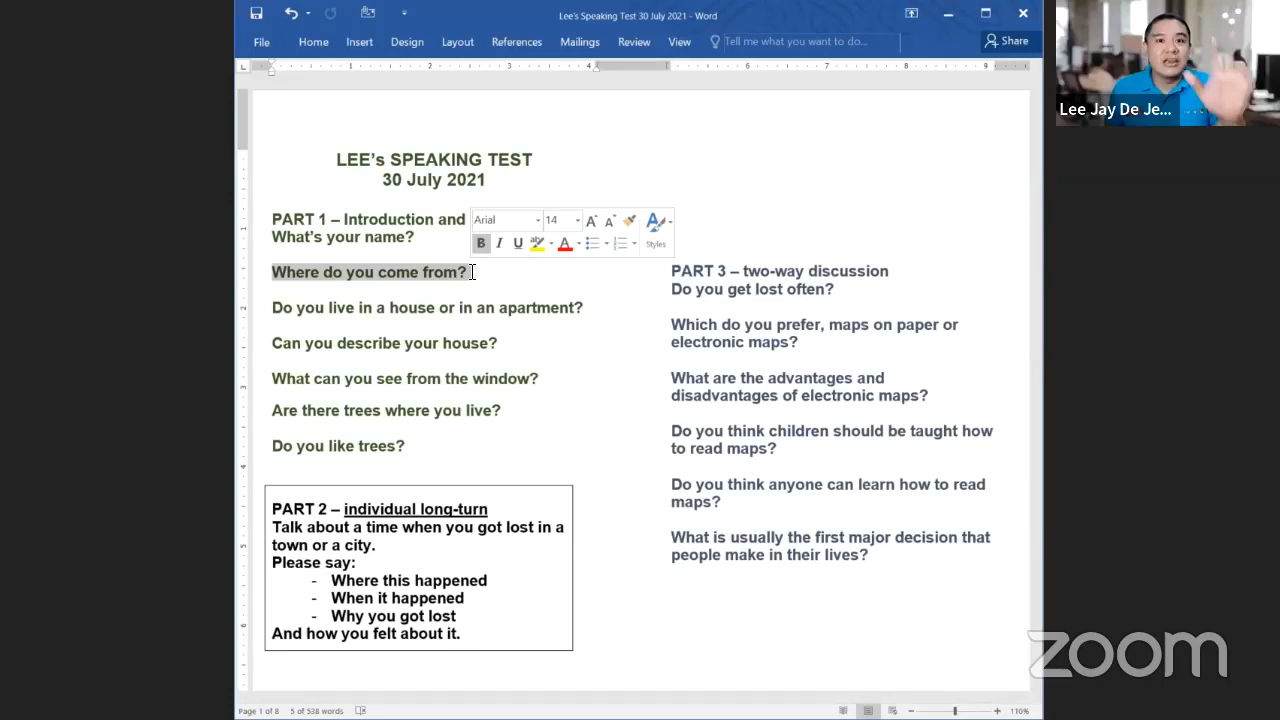 Lee's Speaking Test 30 July 2021 - Word
File Home Insert Design Layout References Mailings Review View Tell me what you want to do... Share
1 2 3 4 6 7 8 9
Lee Jay De Je...
LEE's SPEAKING TEST
30 July 2021
PART 1 – Introduction and
What's your name?
Arial 14
B I U ab A Styles
Where do you come from?
Do you live in a house or in an apartment?
Can you describe your house?
What can you see from the window?
Are there trees where you live?
Do you like trees?
PART 2 – individual long-turn
Talk about a time when you got lost in a
town or a city.
Please say:
- Where this happened
- When it happened
- Why you got lost
And how you felt about it.
PART 3 – two-way discussion
Do you get lost often?
Which do you prefer, maps on paper or
electronic maps?
What are the advantages and
disadvantages of electronic maps?
Do you think children should be taught how
to read maps?
Do you think anyone can learn how to read
maps?
What is usually the first major decision that
people make in their lives?
zoom
Page 1 of 8 5 of 538 words 110%